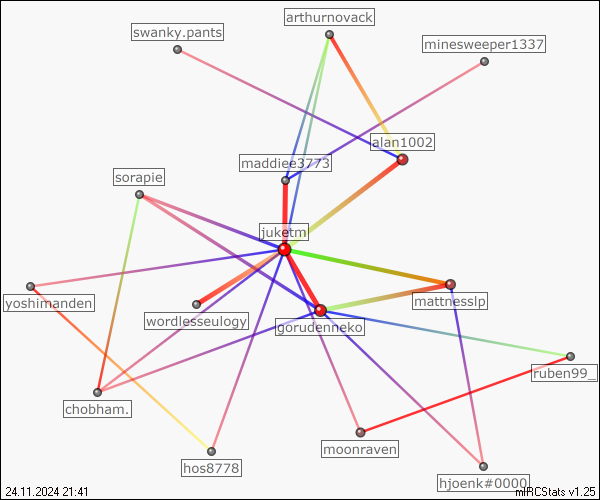 arthurnovack
swanky.pants
minesweeper1337
alan1002
maddiee3773
sorapie
juketm
yoshimanden
mattnesslp
wordlesseulogy
gorudenneko
ruben99_
chobham.
moonraven
hos8778
hjoenk#0000
24.11.2024 21:41
mIRCStats v1.25